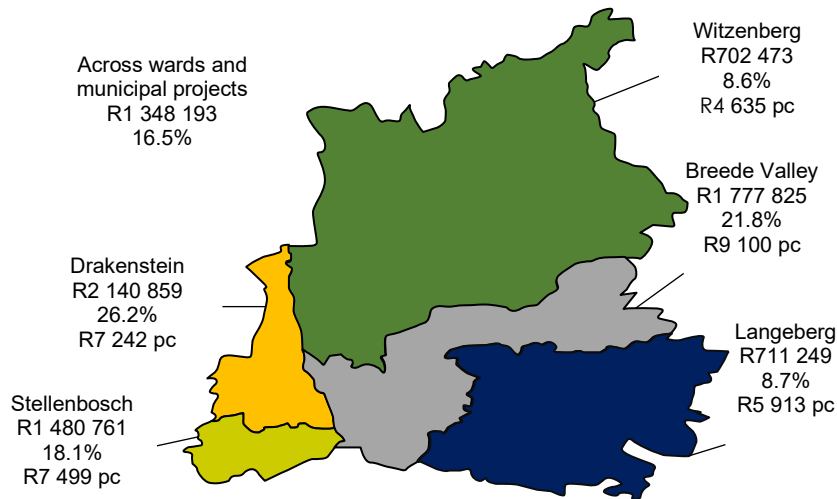 Across wards and
municipal projects
R1 348 193
16.5%
Witzenberg
R702 473
8.6%
R4 635 pc
Breede Valley
R1 777 825
21.8%
R9 100 pc
Drakenstein
R2 140 859
26.2%
R7 242 pc
Langeberg
R711 249
8.7%
R5 913 pc
Stellenbosch
R1 480 761
18.1%
R7 499 pc